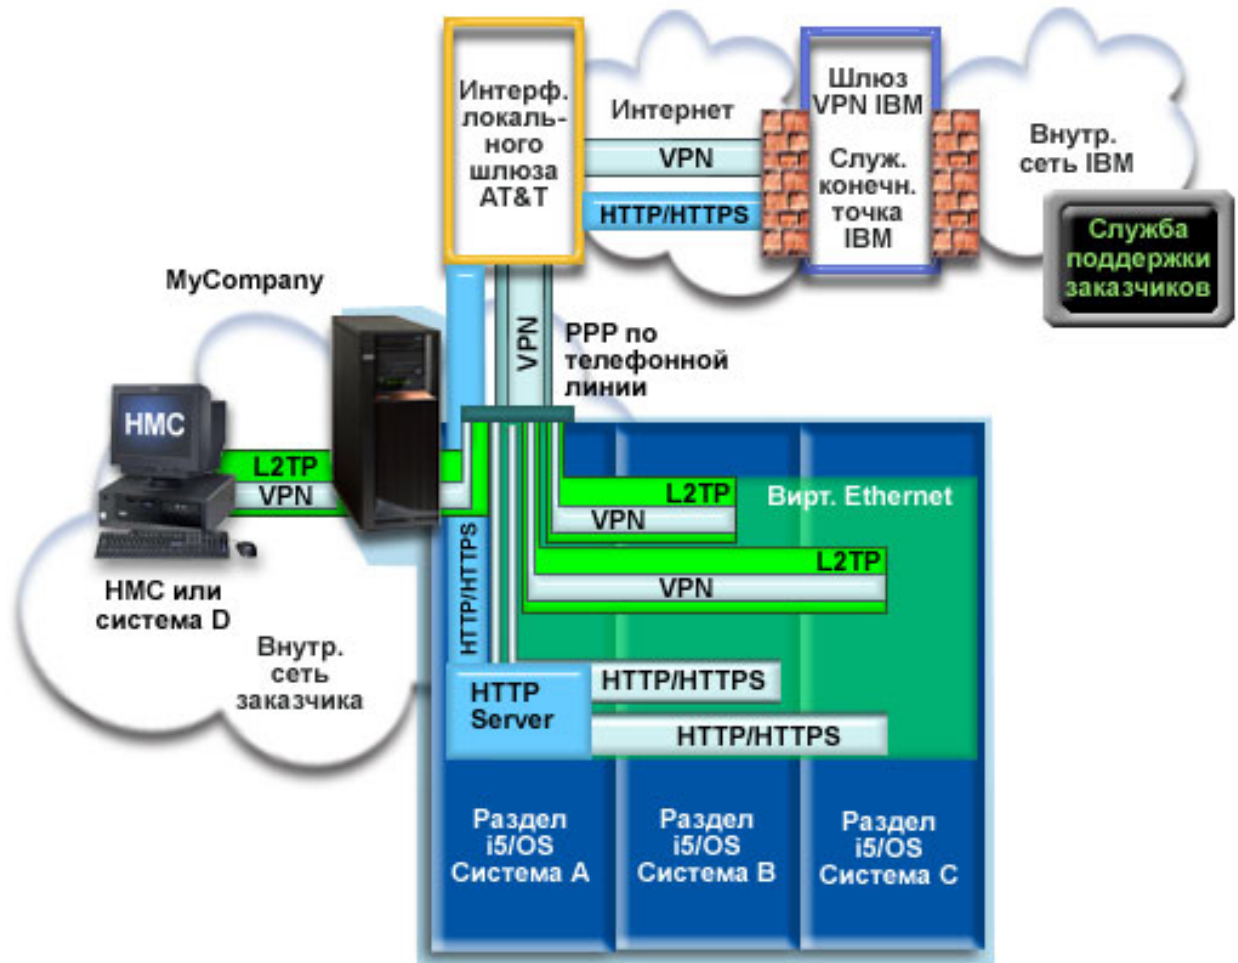 Интерф.
локаль-
ного
шлюза
AT&T
Интернет
VPN
HTTP/HTTPS
Шлюз
VPN IBM
Служ.
конечн.
точка
IBM
Внутр.
сеть IBM
Служба
поддержки
заказчиков
MyCompany
VPN
PPP по
телефонной
линии
HMC
L2TP
VPN
HMC или
система D
Внутр.
сеть
заказчика
HTTP/HTTPS
L2TP
VPN
Вирт. Ethernet
L2TP
VPN
HTTP
Server
HTTP/HTTPS
HTTP/HTTPS
Раздел
i5/OS
Система A
Раздел
i5/OS
Система B
Раздел
i5/OS
Система C